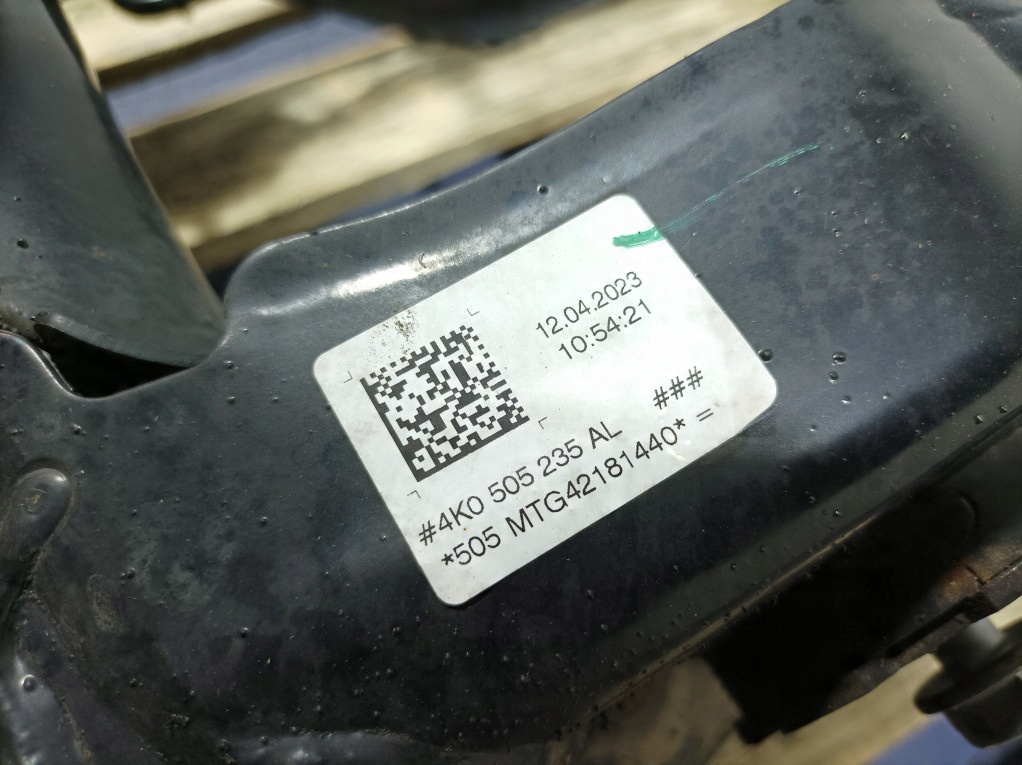 12.04.2023
10:54:21
#4K0 505 235 AL ###
*505 MTG42181440* =